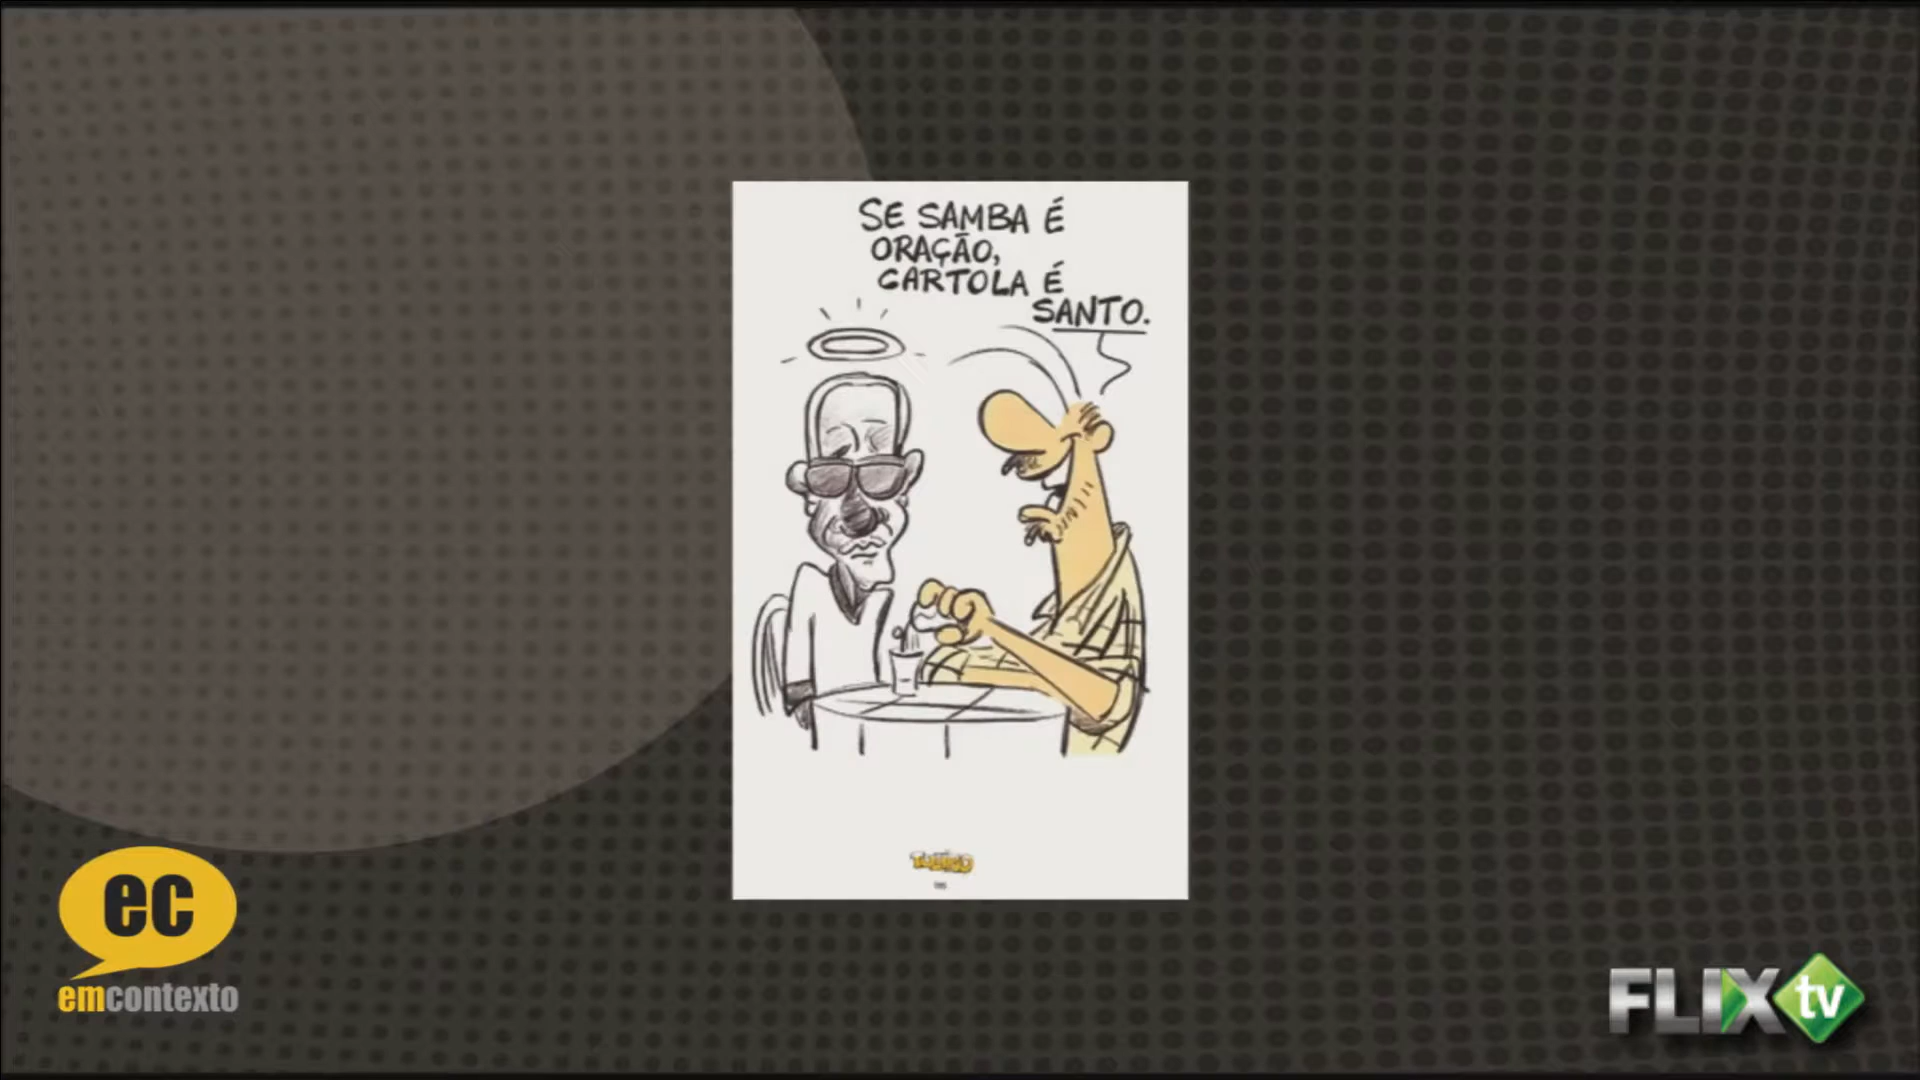 SE SAMBA É
ORAÇÃO,
CARTOLA É
SANTO.
ec
emcontexto
FLIX tv